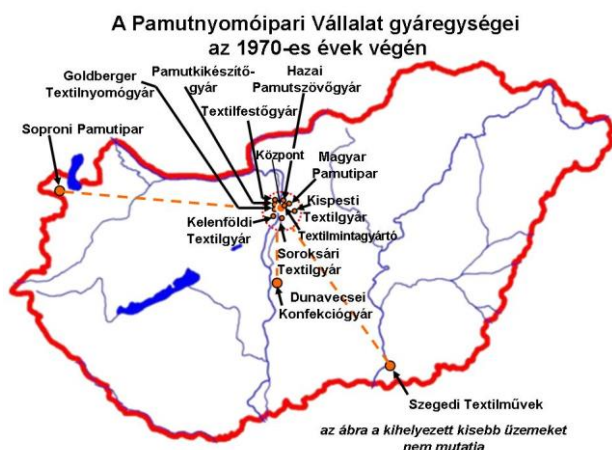 A Pamutnyomóipari Vállalat gyáregységei
az 1970-es évek végén
Goldberger
Textilnyomógyár
Pamutkikészítő-
gyár
Hazai
Pamutszövőgyár
Textilfestőgyár
Soproni Pamutipar
Központ
Magyar
Pamutipar
Kispesti
Textilgyár
Kelenföldi
Textilgyár
Textilmintagyártó
Soroksári
Textilgyár
Dunavecsei
Konfekciógyár
Szegedi Textilművek
az ábra a kihelyezett kisebb üzemeket
nem mutatja